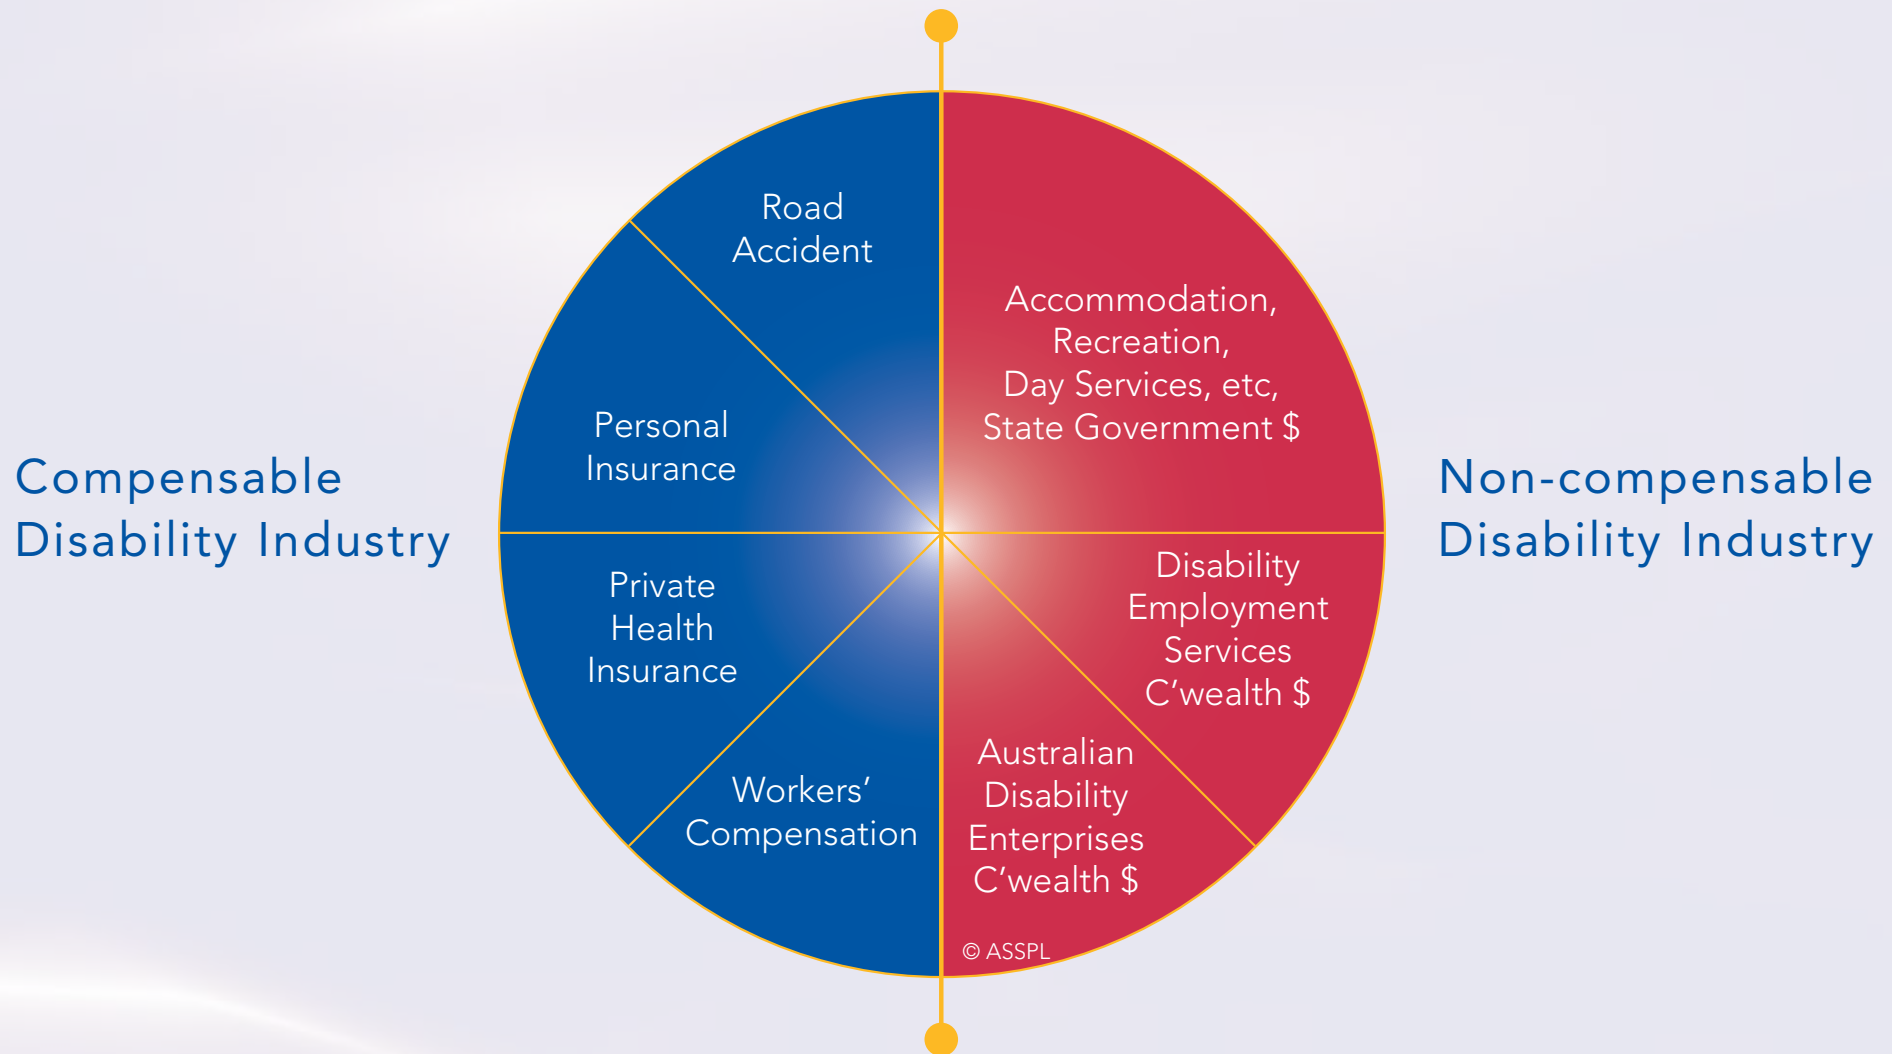 Compensable
Disability Industry
Road
Accident
Personal
Insurance
Private
Health
Insurance
Workers’
Compensation
Accommodation,
Recreation,
Day Services, etc,
State Government $
Disability
Employment
Services
C’wealth $
Australian
Disability
Enterprises
C’wealth $
© ASSPL
Non-compensable
Disability Industry